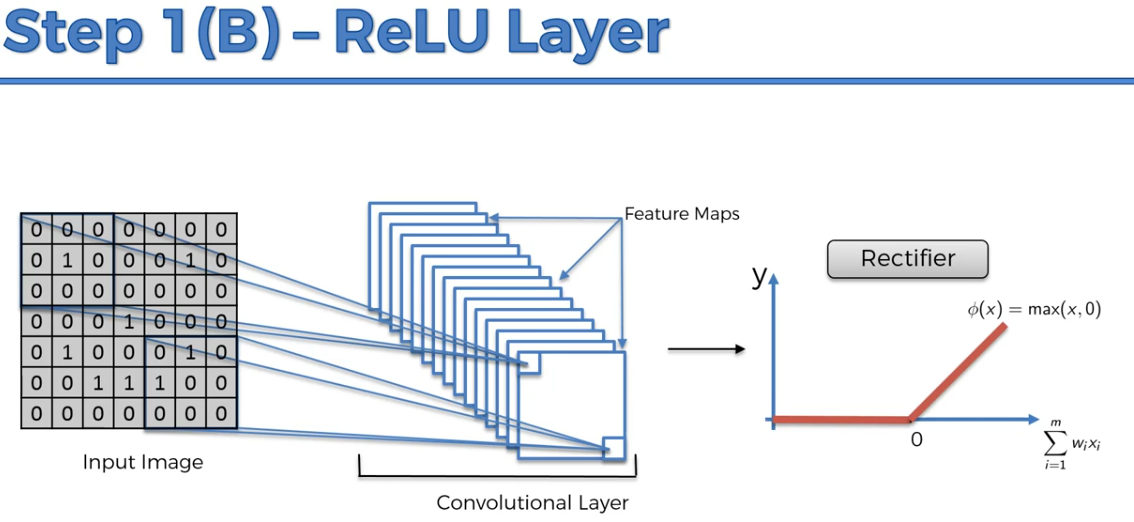 Step 1(B) – ReLU Layer
Feature Maps
Rectifier
y
ϕ(x) = max(x, 0)
0 0 0 0 0 0 0
0 1 0 0 0 1 0
0 0 0 0 0 0 0
0 0 0 1 0 0 0
0 1 0 0 0 1 0
0 0 1 1 1 0 0
0 0 0 0 0 0 0
0
m
∑ wᵢxᵢ
i=1
Input Image
Convolutional Layer